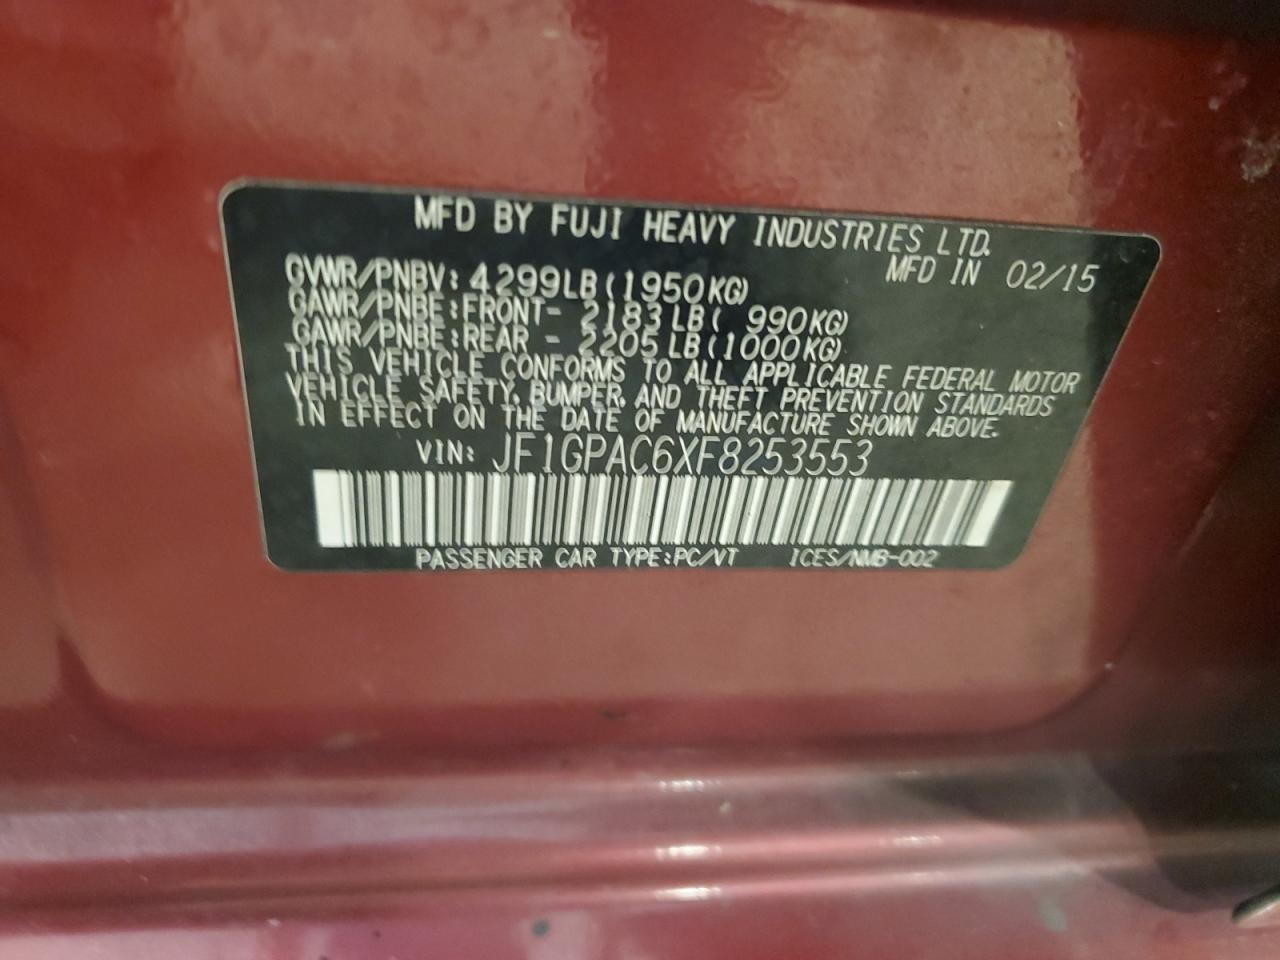 MFD BY FUJI HEAVY INDUSTRIES LTD.
MFD IN 02/15
GVWR/PNBV: 4299LB(1950KG)
GAWR/PNBE:FRONT- 2183LB( 990KG)
GAWR/PNBE:REAR - 2205LB(1000KG)
THIS VEHICLE CONFORMS TO ALL APPLICABLE FEDERAL MOTOR
VEHICLE SAFETY, BUMPER, AND THEFT PREVENTION STANDARDS
IN EFFECT ON THE DATE OF MANUFACTURE SHOWN ABOVE.
VIN: JF1GPAC6XF8253553
PASSENGER CAR TYPE:PC/VT ICES/NMB-002